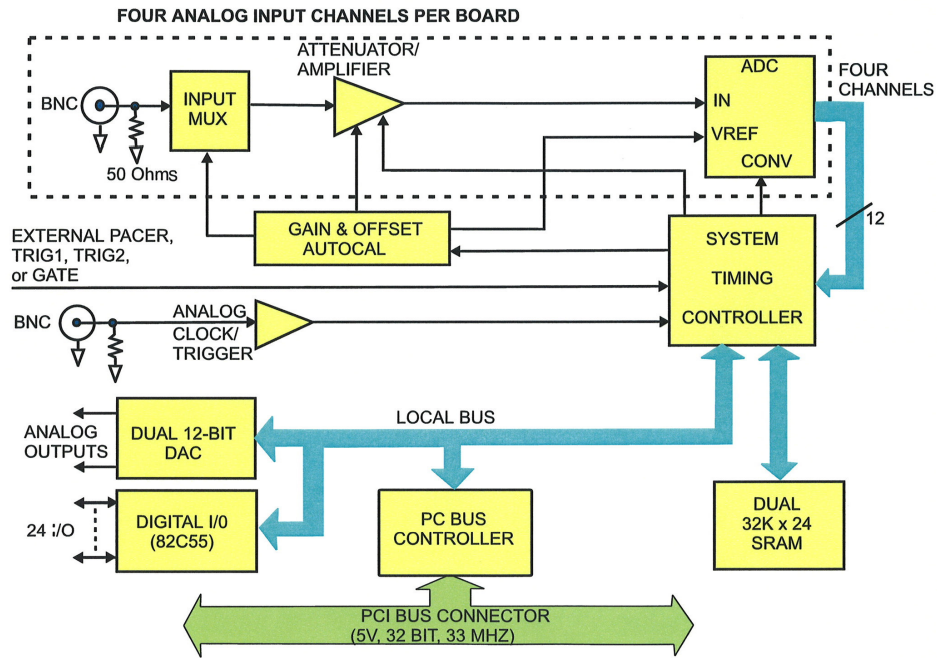 FOUR ANALOG INPUT CHANNELS PER BOARD
ATTENUATOR/
AMPLIFIER
ADC
FOUR
CHANNELS
BNC
INPUT
MUX
IN
VREF
CONV
50 Ohms
12
GAIN & OFFSET
AUTOCAL
EXTERNAL PACER,
TRIG1, TRIG2,
or GATE
SYSTEM
TIMING
CONTROLLER
BNC
ANALOG
CLOCK/
TRIGGER
LOCAL BUS
ANALOG
OUTPUTS
DUAL 12-BIT
DAC
24 I/O
DIGITAL I/0
(82C55)
PC BUS
CONTROLLER
DUAL
32K x 24
SRAM
PCI BUS CONNECTOR
(5V, 32 BIT, 33 MHZ)